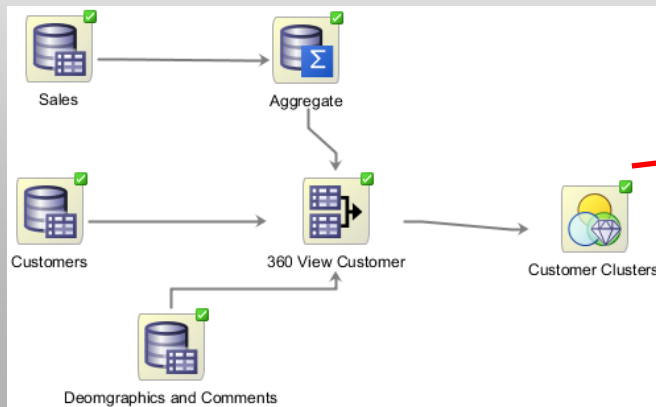 Sales
Aggregate
Σ
Customers
360 View Customer
Customer Clusters
Deomgraphics and Comments